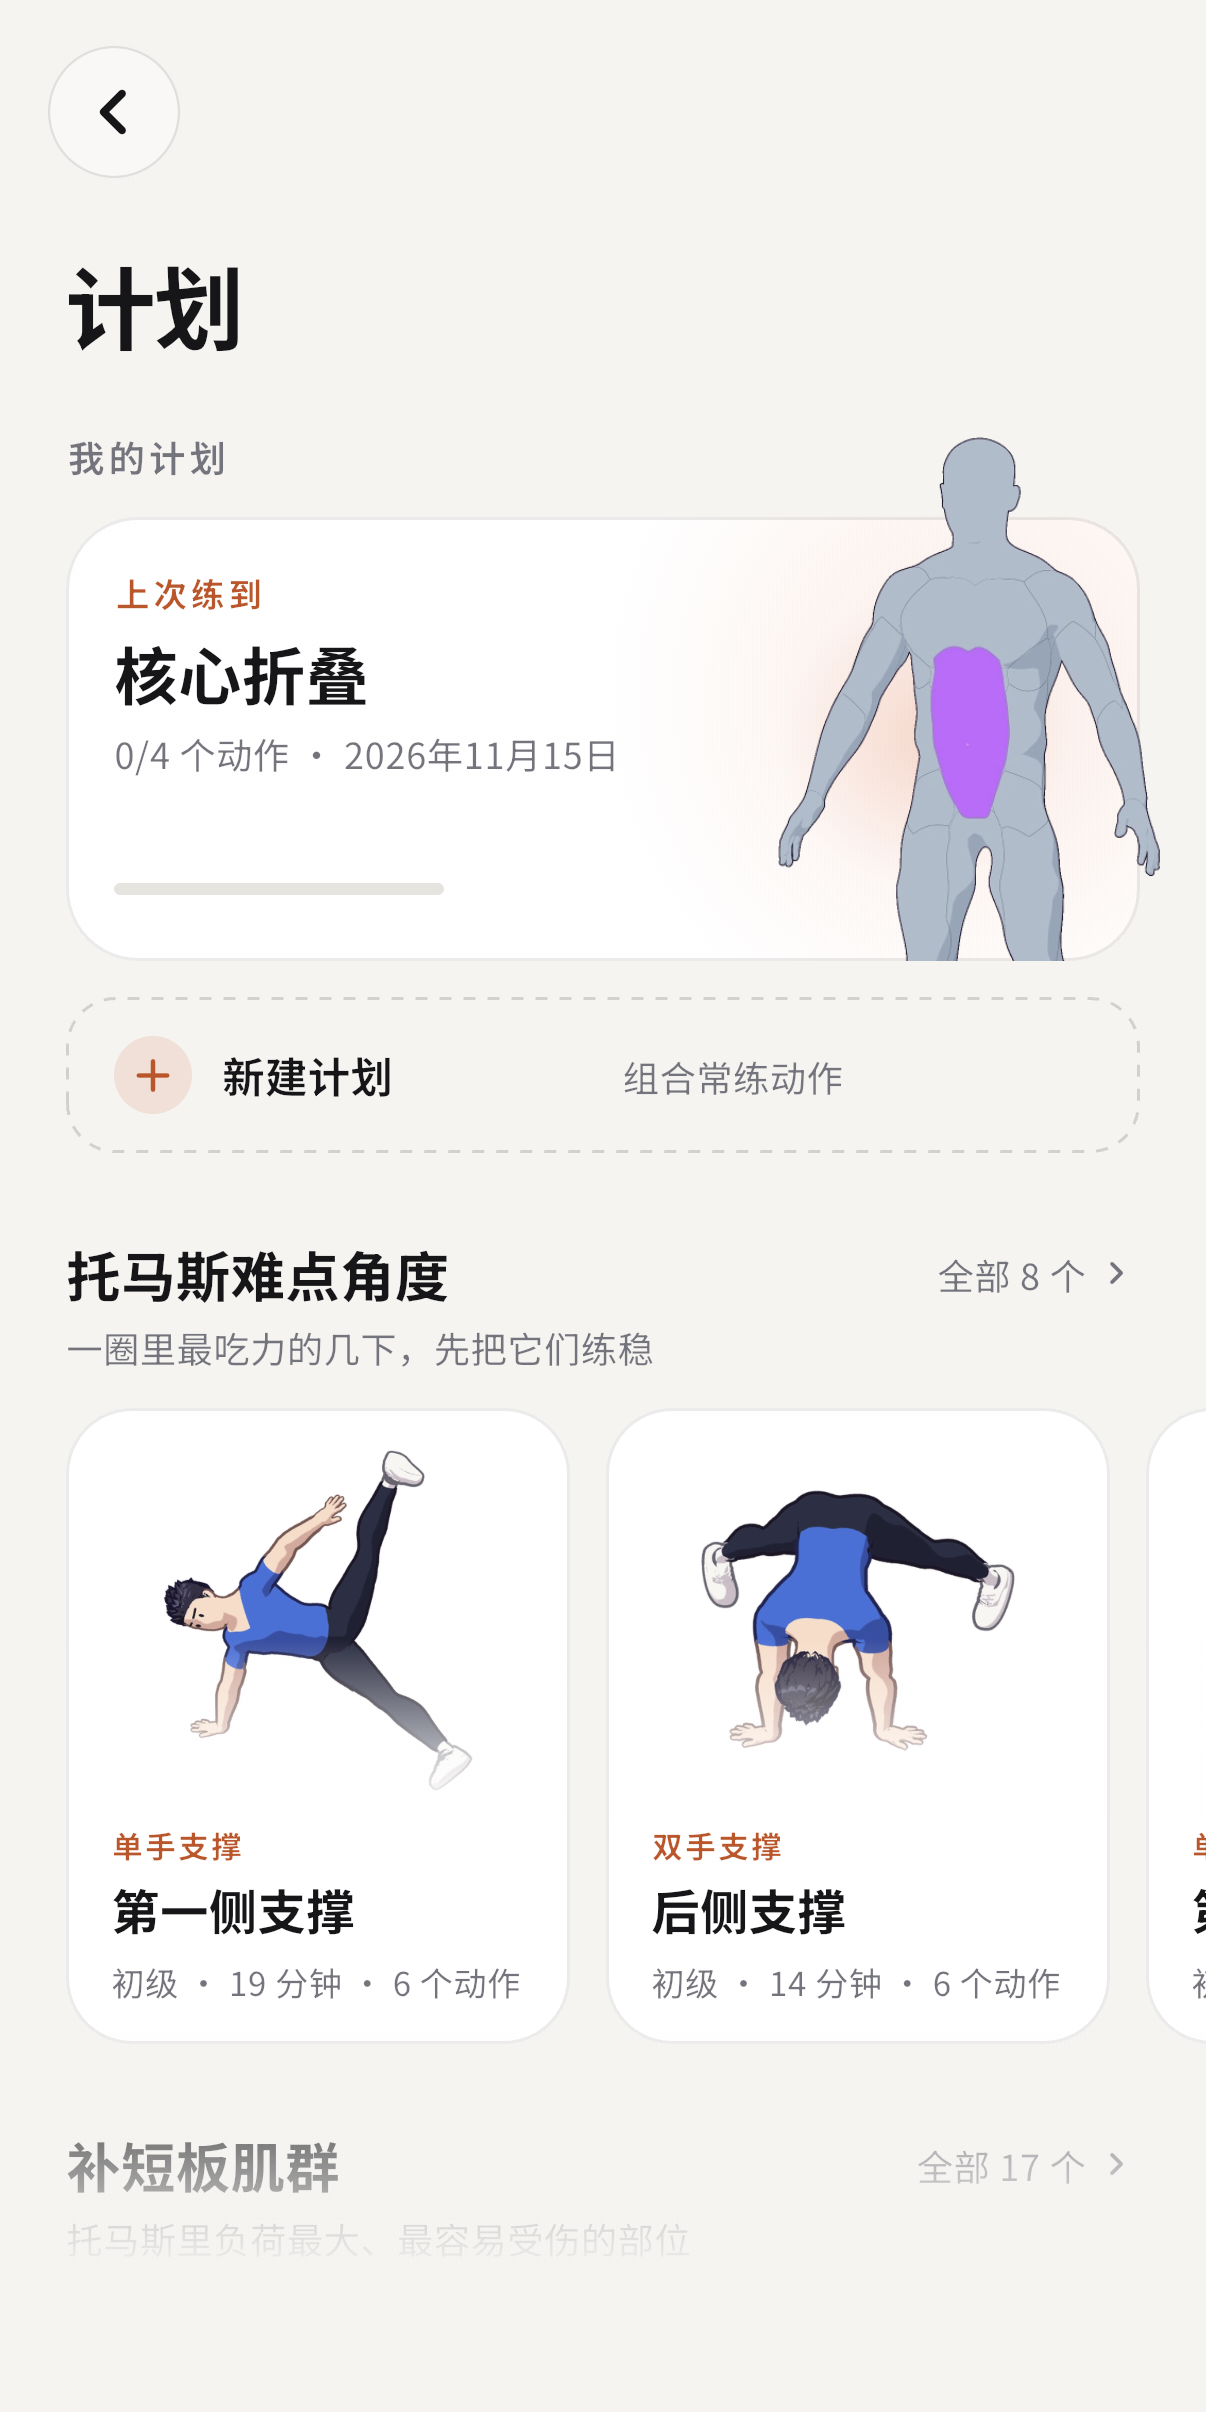 计划
我的计划
上次练到
核心折叠
0/4 个动作 · 2026年11月15日
新建计划
组合常练动作
托马斯难点角度
全部 8 个
一圈里最吃力的几下，先把它们练稳
单手支撑
第一侧支撑
初级 · 19 分钟 · 6 个动作
双手支撑
后侧支撑
初级 · 14 分钟 · 6 个动作
补短板肌群
全部 17 个
托马斯里负荷最大、最容易受伤的部位